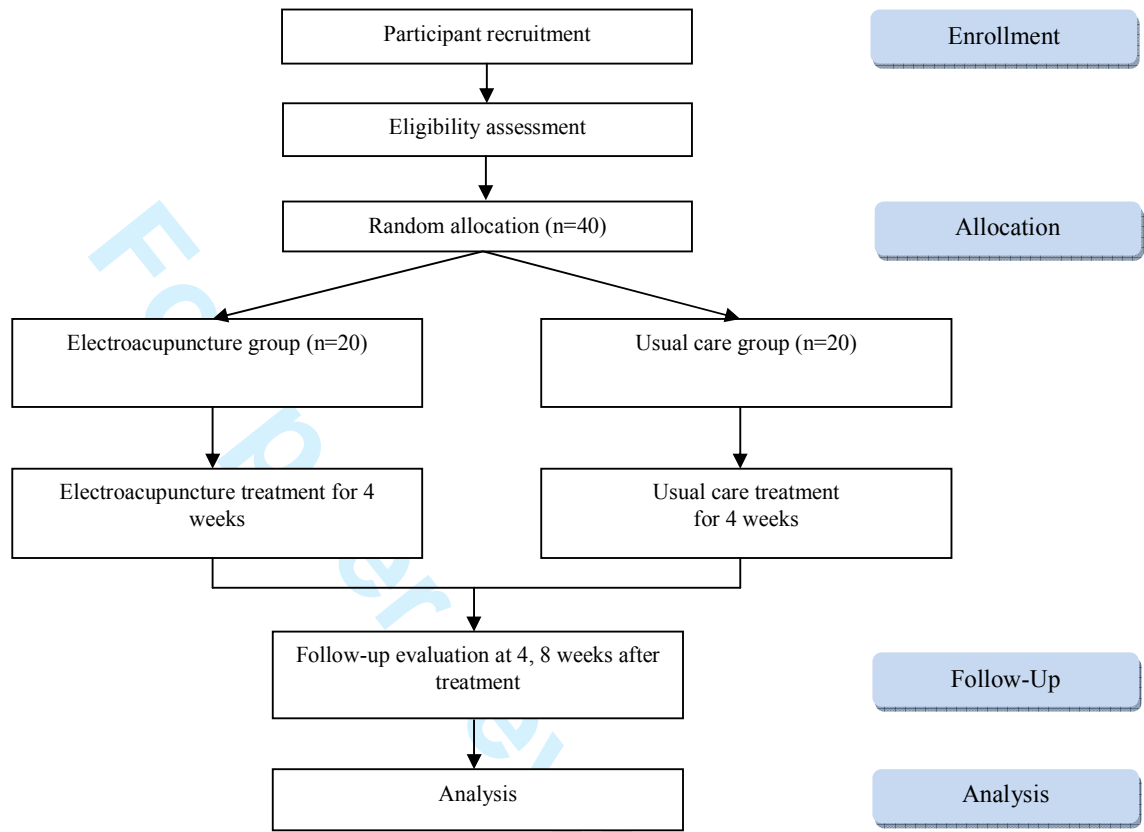 Participant recruitment
Enrollment
Eligibility assessment
Random allocation (n=40)
Allocation
Electroacupuncture group (n=20)
Usual care group (n=20)
Electroacupuncture treatment for 4
weeks
Usual care treatment
for 4 weeks
Follow-up evaluation at 4, 8 weeks after
treatment
Follow-Up
Analysis
Analysis
For peer